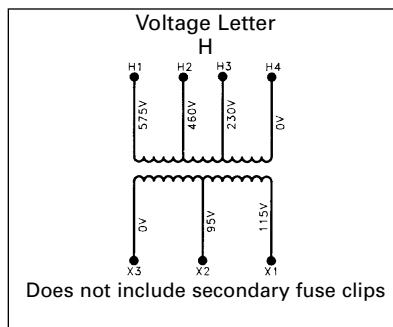 Voltage Letter
H
H1 H2 H3 H4
575V 460V 230V 0V
0V 95V 115V
X3 X2 X1
Does not include secondary fuse clips